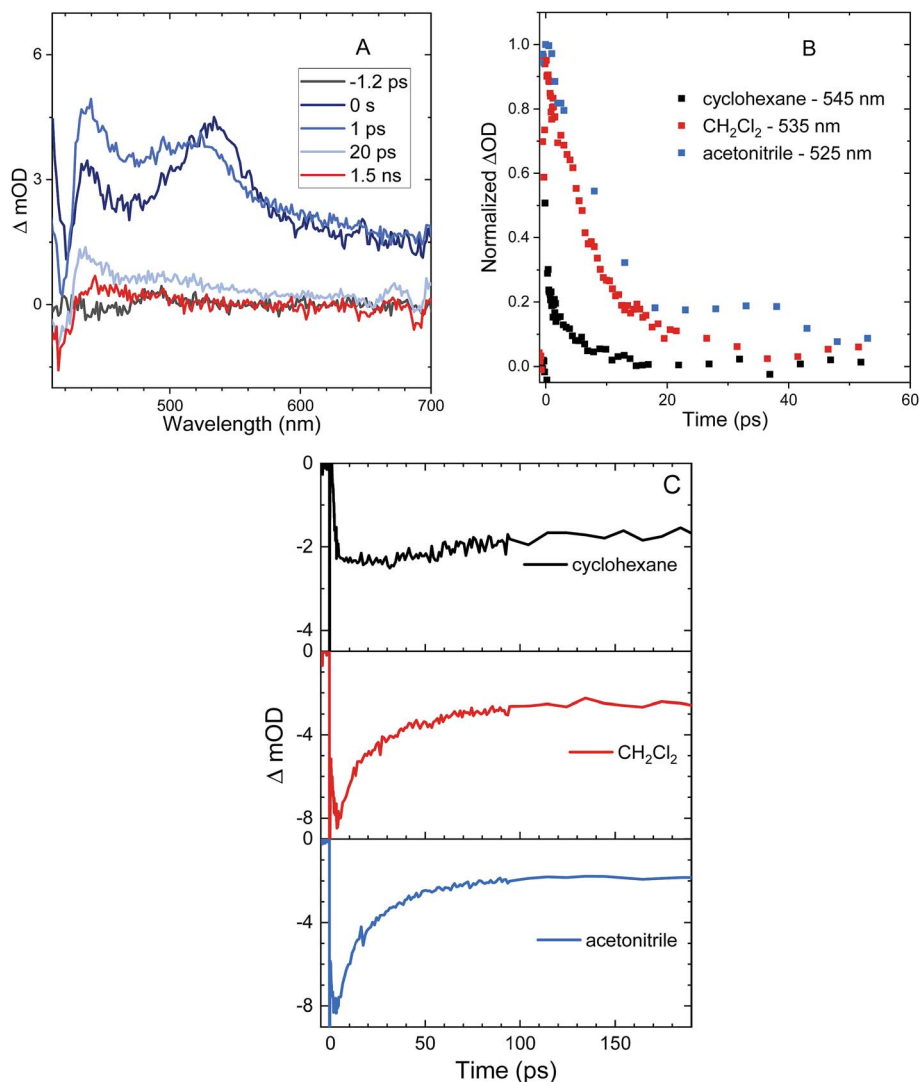 A
-1.2 ps
0 s
1 ps
20 ps
1.5 ns
6
3
0
Δ mOD
500
600
700
Wavelength (nm)
B
cyclohexane - 545 nm
CH₂Cl₂ - 535 nm
acetonitrile - 525 nm
1.0
0.8
0.6
0.4
0.2
0.0
Normalized ΔOD
0
20
40
60
Time (ps)
C
0
-2
-4
cyclohexane
0
-4
-8
CH₂Cl₂
0
-4
-8
acetonitrile
Δ mOD
0
50
100
150
Time (ps)